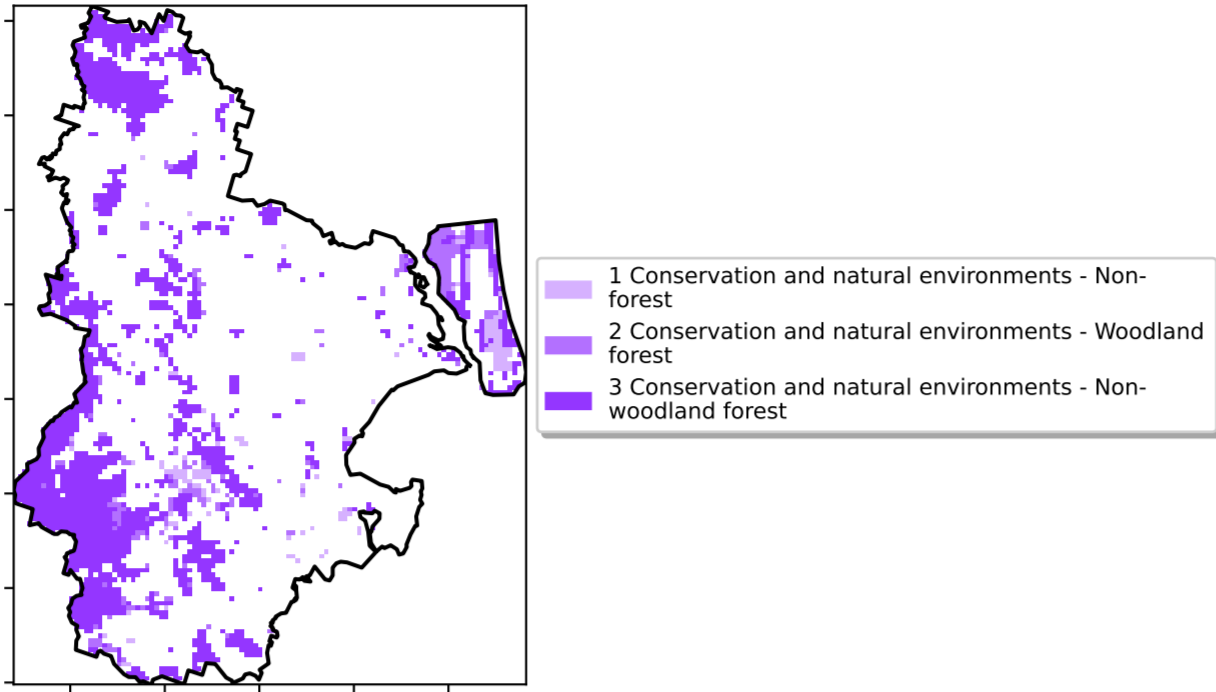 1 Conservation and natural environments - Non-
forest
2 Conservation and natural environments - Woodland
forest
3 Conservation and natural environments - Non-
woodland forest